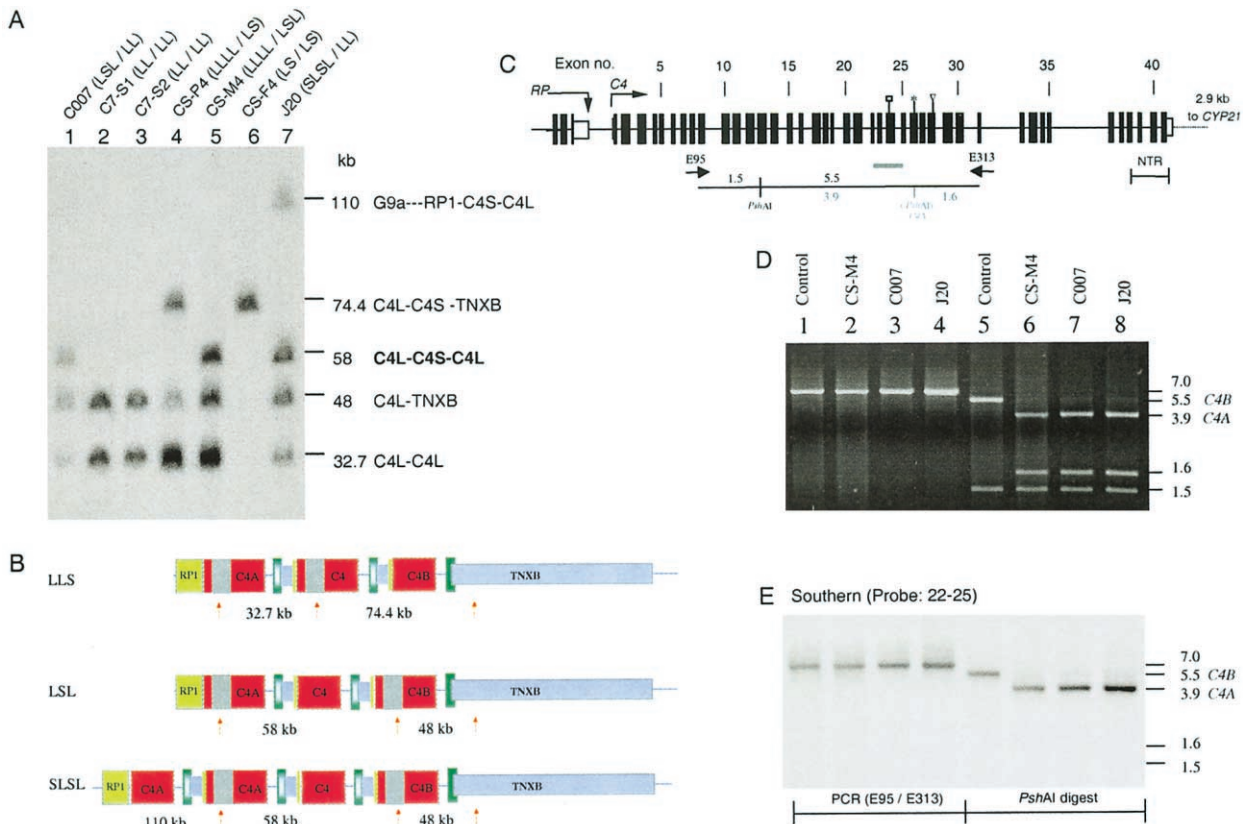 A
C007 (LSL / LL)
C7-S1 (LL / LL)
C7-S2 (LL / LL)
CS-P4 (LLLL / LS)
CS-M4 (LLLL / LSL)
CS-F4 (LS / LS)
J20 (SLSL / LL)
1 2 3 4 5 6 7
kb
110 G9a---RP1-C4S-C4L
74.4 C4L-C4S -TNXB
58 C4L-C4S-C4L
48 C4L-TNXB
32.7 C4L-C4L
B
LLS
RP1 C4A C4 C4B TNXB
32.7 kb 74.4 kb
LSL
RP1 C4A C4 C4B TNXB
58 kb 48 kb
SLSL
RP1 C4A C4A C4 C4B TNXB
110 kb 58 kb 48 kb
C
Exon no. 5 10 15 20 25 30 35 40
RP C4
2.9 kb
to CYP21
E95 E313 NTR
1.5 5.5
3.9 1.6
PshAI
D
Control CS-M4 C007 J20 Control CS-M4 C007 J20
1 2 3 4 5 6 7 8
7.0
5.5 C4B
3.9 C4A
1.6
1.5
E Southern (Probe: 22-25)
7.0
5.5 C4B
3.9 C4A
1.6
1.5
PCR (E95 / E313) PshAI digest